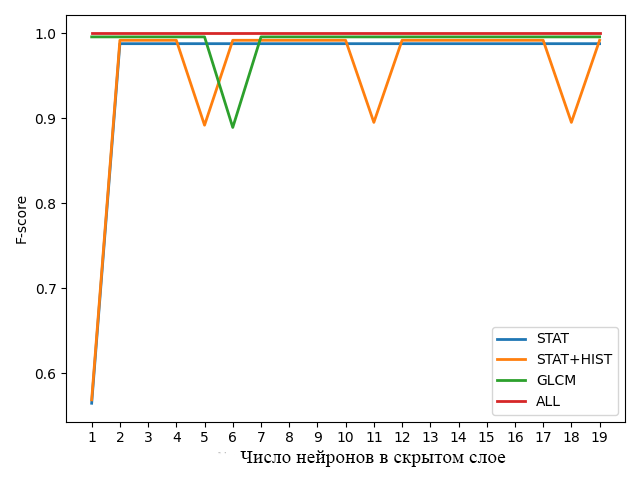 1.0
0.9
0.8
0.7
0.6
F-score
STAT
STAT+HIST
GLCM
ALL
1 2 3 4 5 6 7 8 9 10 11 12 13 14 15 16 17 18 19
Число нейронов в скрытом слое